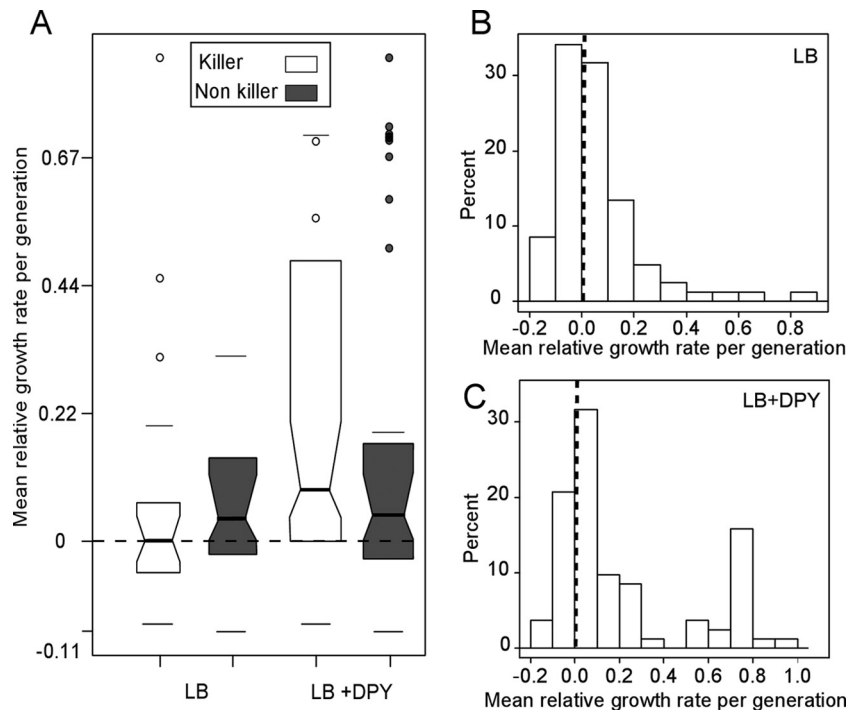 A
Killer
Non killer
Mean relative growth rate per generation
0.67
0.44
0.22
0
-0.11
LB
LB +DPY
B
LB
Percent
30
20
10
0
-0.2 0.0 0.2 0.4 0.6 0.8
Mean relative growth rate per generation
C
LB+DPY
Percent
30
20
10
0
-0.2 0.0 0.2 0.4 0.6 0.8 1.0
Mean relative growth rate per generation